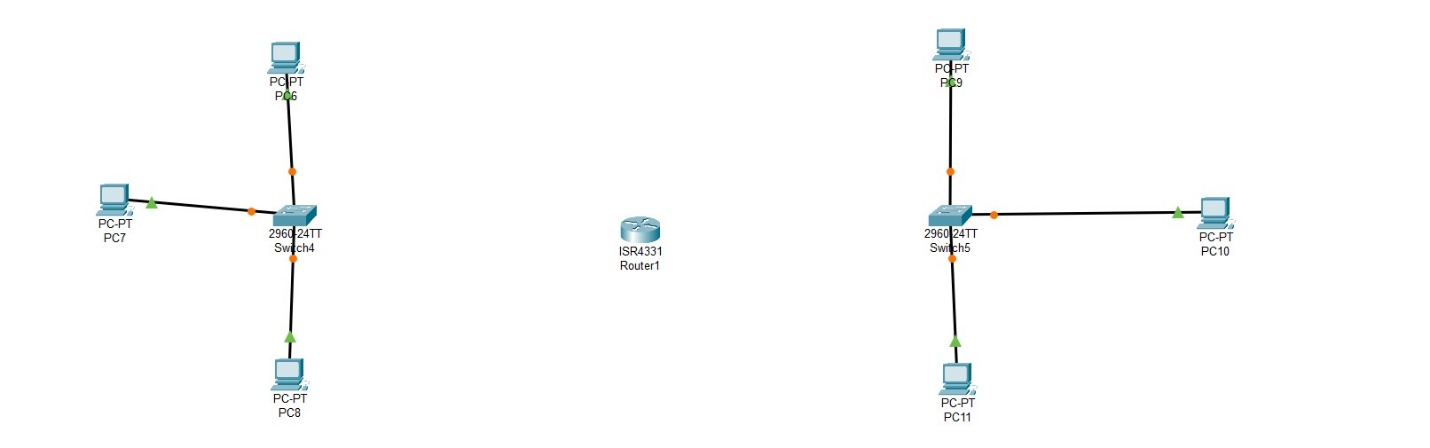 PC-PT
PC6
PC-PT
PC7
2960-24TT
Switch4
PC-PT
PC8
ISR4331
Router1
PC-PT
PC9
2960-24TT
Switch5
PC-PT
PC10
PC-PT
PC11